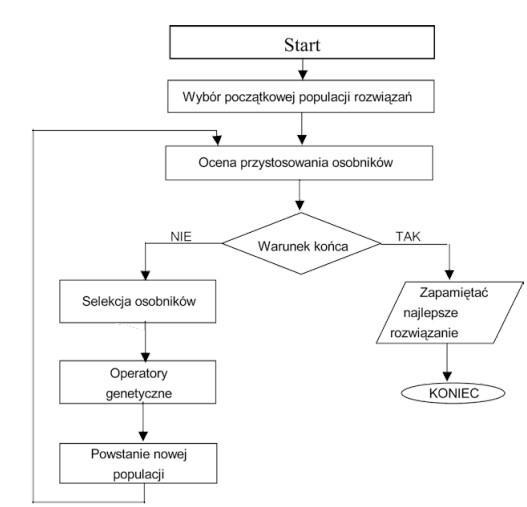 Start
Wybór początkowej populacji rozwiązań
Ocena przystosowania osobników
Warunek końca
NIE
TAK
Selekcja osobników
Zapamiętać
najlepsze
rozwiązanie
Operatory
genetyczne
KONIEC
Powstanie nowej
populacji